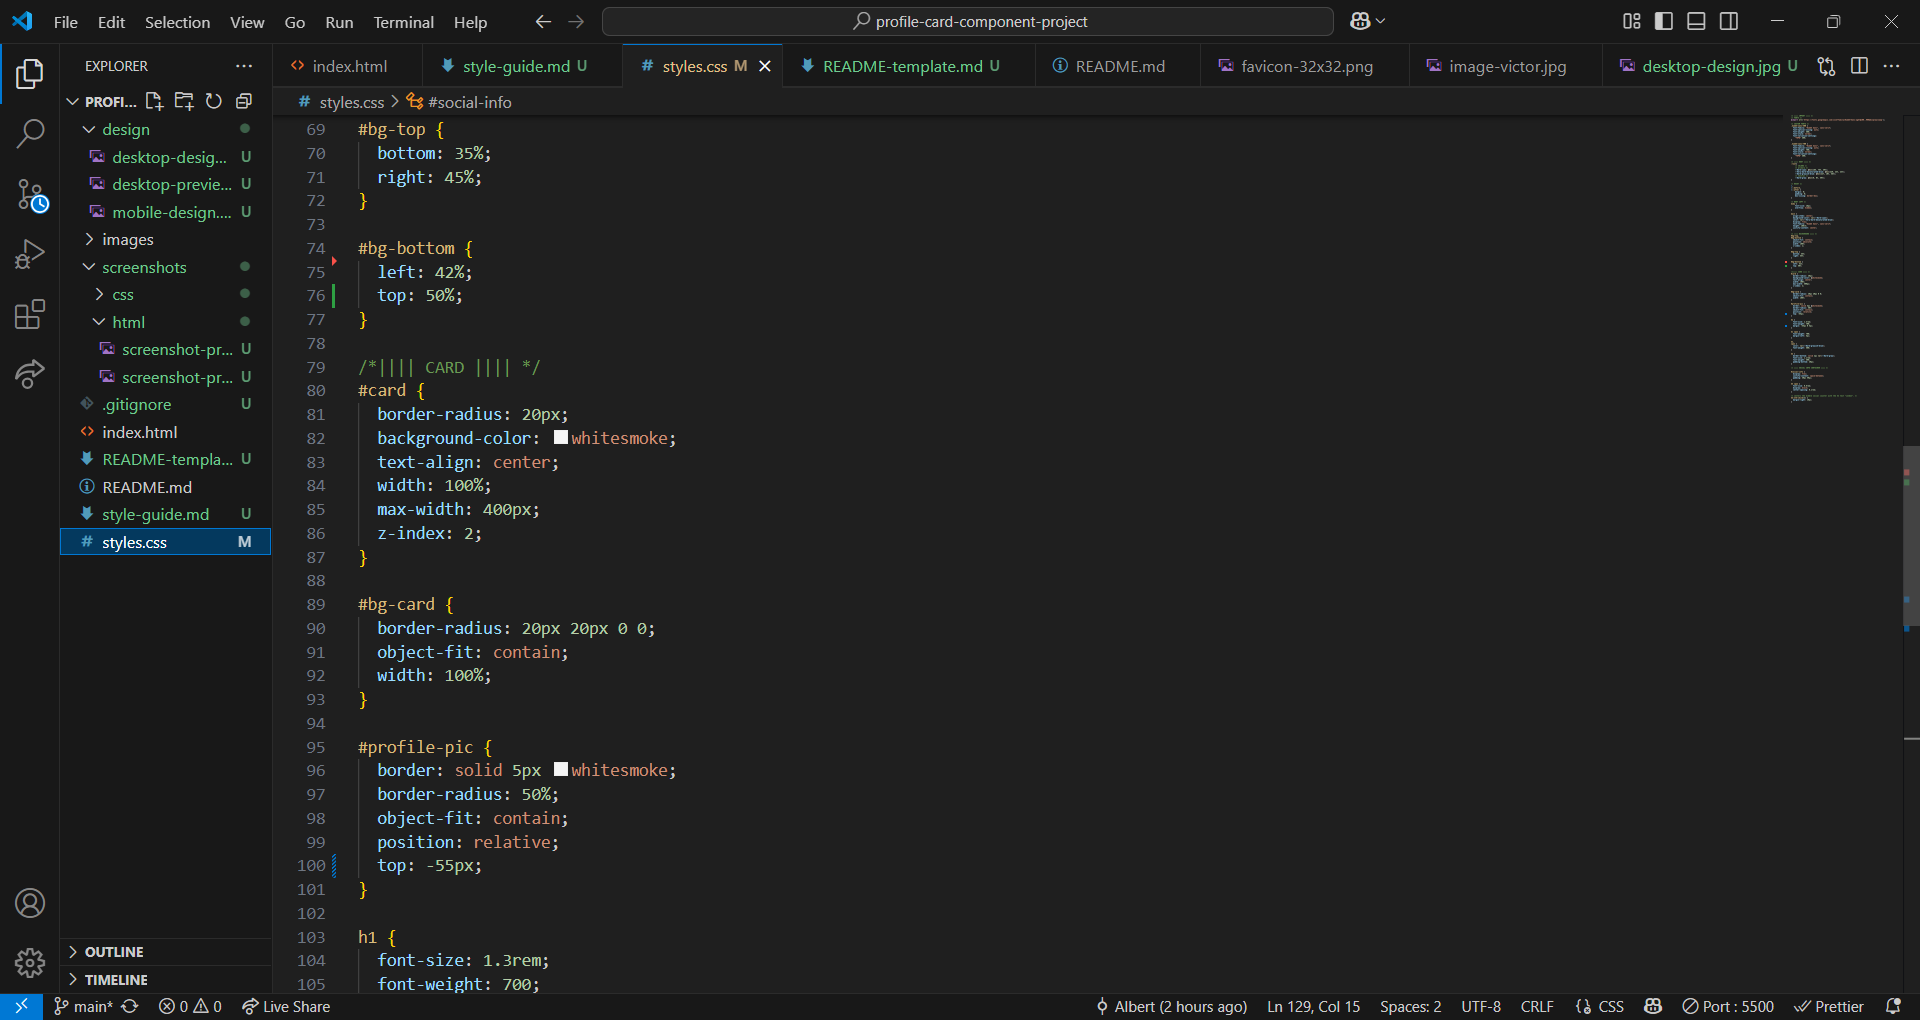 File Edit Selection View Go Run Terminal Help
profile-card-component-project
EXPLORER
index.html
style-guide.md U
styles.css M
README-template.md U
README.md
favicon-32x32.png
image-victor.jpg
desktop-design.jpg U
PROFI...
styles.css > #social-info
design
desktop-desig... U
desktop-previe... U
mobile-design.... U
images
screenshots
css
html
screenshot-pr... U
screenshot-pr... U
.gitignore U
index.html
README-templa... U
README.md
style-guide.md U
styles.css M
OUTLINE
TIMELINE
69 #bg-top {
70 bottom: 35%;
71 right: 45%;
72 }
73
74 #bg-bottom {
75 left: 42%;
76 top: 50%;
77 }
78
79 /*|||| CARD |||| */
80 #card {
81 border-radius: 20px;
82 background-color: whitesmoke;
83 text-align: center;
84 width: 100%;
85 max-width: 400px;
86 z-index: 2;
87 }
88
89 #bg-card {
90 border-radius: 20px 20px 0 0;
91 object-fit: contain;
92 width: 100%;
93 }
94
95 #profile-pic {
96 border: solid 5px whitesmoke;
97 border-radius: 50%;
98 object-fit: contain;
99 position: relative;
100 top: -55px;
101 }
102
103 h1 {
104 font-size: 1.3rem;
105 font-weight: 700;
main* 0 0 Live Share Albert (2 hours ago) Ln 129, Col 15 Spaces: 2 UTF-8 CRLF CSS Port : 5500 Prettier